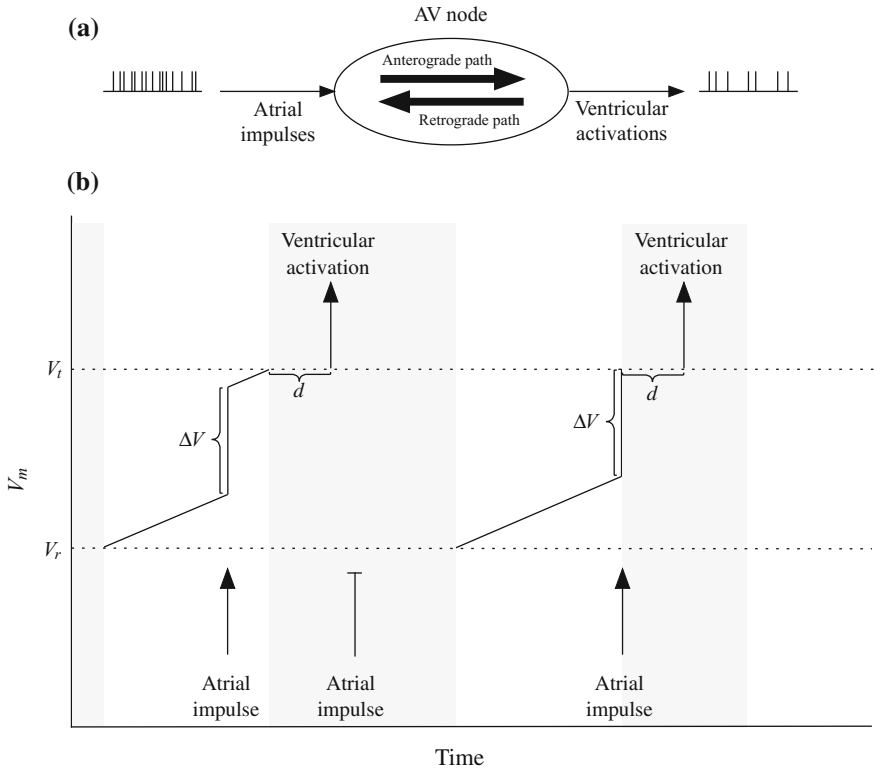 (a)
AV node
Anterograde path
Retrograde path
Atrial
impulses
Ventricular
activations
(b)
Ventricular
activation
Ventricular
activation
V_t
d
d
ΔV
ΔV
V_m
V_r
Atrial
impulse
Atrial
impulse
Atrial
impulse
Time